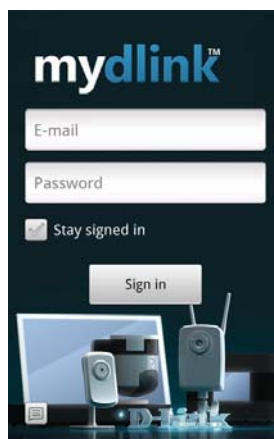 mydlink™
E-mail
Password
Stay signed in
Sign in
D-Link